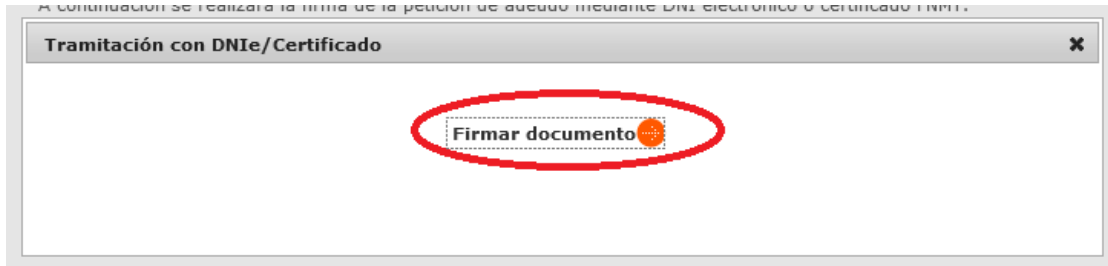 A continuación se realizará la firma de la petición de adeudo mediante DNI electrónico o certificado FNMT.
Tramitación con DNIe/Certificado
Firmar documento